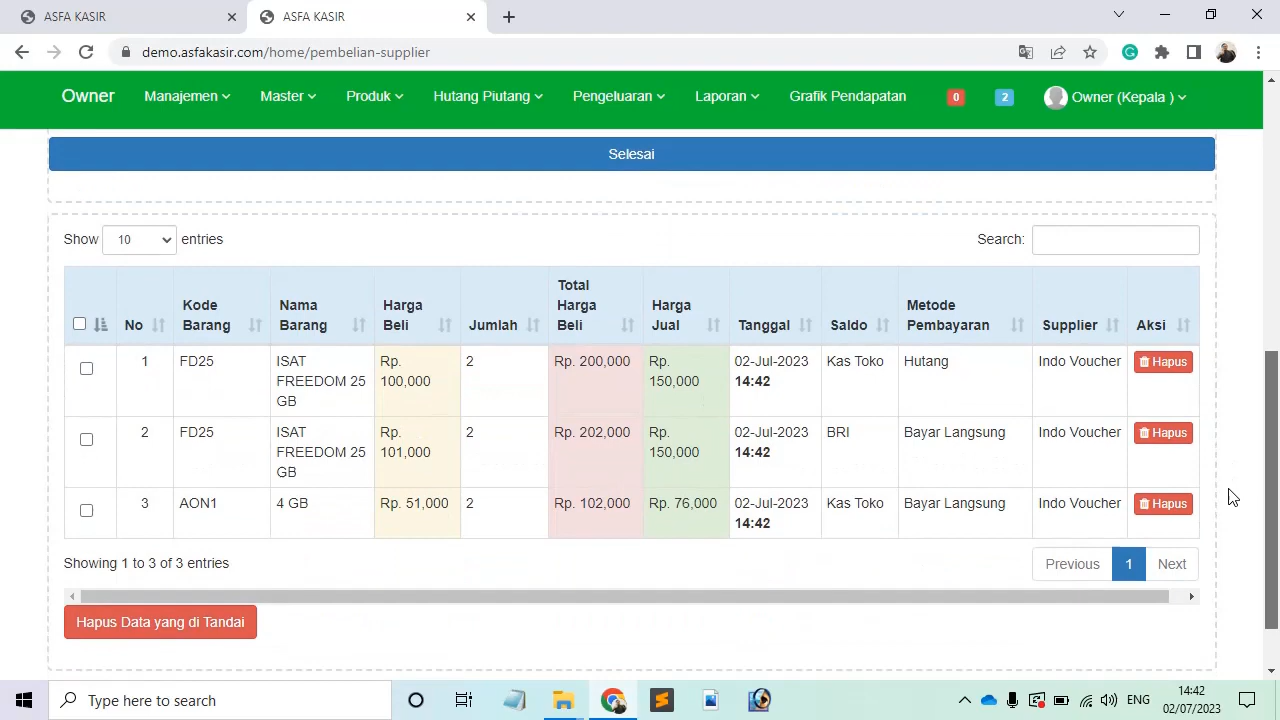 ASFA KASIR
ASFA KASIR
demo.asfakasir.com/home/pembelian-supplier
Owner Manajemen Master Produk Hutang Piutang Pengeluaran Laporan Grafik Pendapatan 0 2 Owner (Kepala )
Selesai
Show 10 entries Search:
No Kode Barang Nama Barang Harga Beli Jumlah Total Harga Beli Harga Jual Tanggal Saldo Metode Pembayaran Supplier Aksi
1 FD25 ISAT FREEDOM 25 GB Rp. 100,000 2 Rp. 200,000 Rp. 150,000 02-Jul-2023 14:42 Kas Toko Hutang Indo Voucher Hapus
2 FD25 ISAT FREEDOM 25 GB Rp. 101,000 2 Rp. 202,000 Rp. 150,000 02-Jul-2023 14:42 BRI Bayar Langsung Indo Voucher Hapus
3 AON1 4 GB Rp. 51,000 2 Rp. 102,000 Rp. 76,000 02-Jul-2023 14:42 Kas Toko Bayar Langsung Indo Voucher Hapus
Showing 1 to 3 of 3 entries Previous 1 Next
Hapus Data yang di Tandai
Type here to search
ENG
14:42
02/07/2023